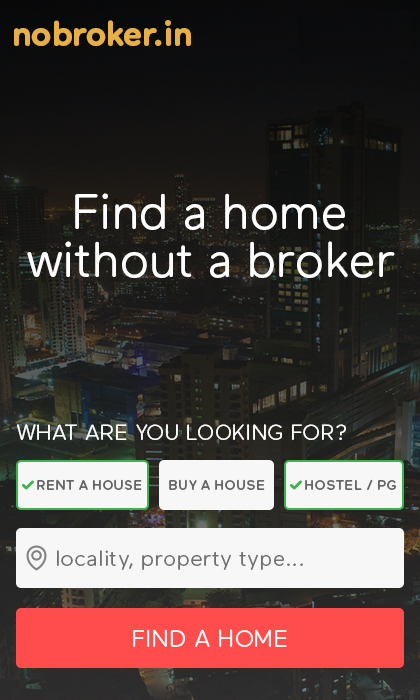 nobroker.in
Find a home
without a broker
WHAT ARE YOU LOOKING FOR?
RENT A HOUSE
BUY A HOUSE
HOSTEL / PG
locality, property type...
FIND A HOME